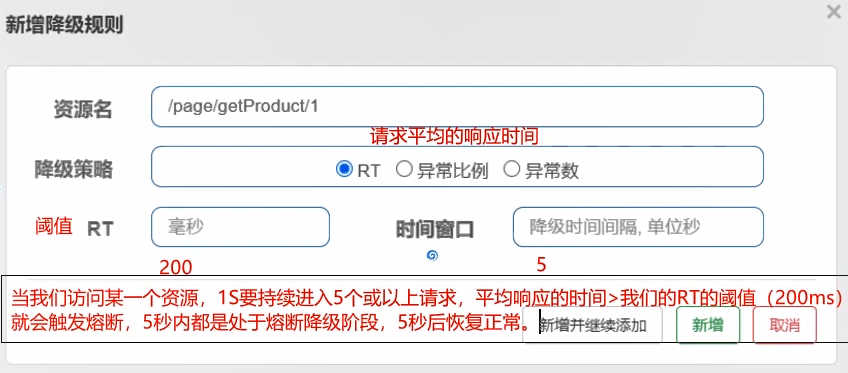 新增降级规则
×
资源名 /page/getProduct/1
请求平均的响应时间
降级策略 RT 异常比例 异常数
阈值 RT 毫秒 时间窗口 降级时间间隔, 单位秒
200 5
当我们访问某一个资源，1S要持续进入5个或以上请求，平均响应的时间>我们的RT的阈值（200ms）
就会触发熔断，5秒内都是处于熔断降级阶段，5秒后恢复正常。
新增并继续添加 新增 取消